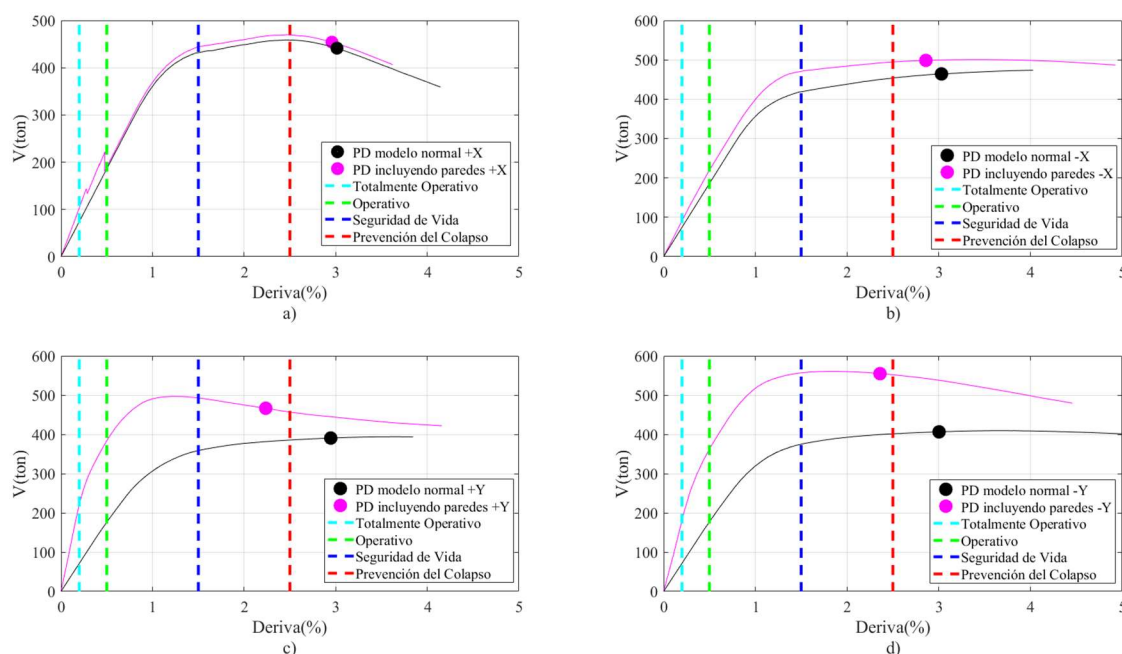 500
400
300
200
100
0
V(ton)
PD modelo normal +X
PD incluyendo paredes +X
Totalmente Operativo
Operativo
Seguridad de Vida
Prevención del Colapso
0 1 2 3 4 5
Deriva(%)
a)
600
500
400
300
200
100
0
V(ton)
PD modelo normal -X
PD incluyendo paredes -X
Totalmente Operativo
Operativo
Seguridad de Vida
Prevención del Colapso
0 1 2 3 4 5
Deriva(%)
b)
600
500
400
300
200
100
0
V(ton)
PD modelo normal +Y
PD incluyendo paredes +Y
Totalmente Operativo
Operativo
Seguridad de Vida
Prevención del Colapso
0 1 2 3 4 5
Deriva(%)
c)
600
500
400
300
200
100
0
V(ton)
PD modelo normal -Y
PD incluyendo paredes -Y
Totalmente Operativo
Operativo
Seguridad de Vida
Prevención del Colapso
0 1 2 3 4 5
Deriva(%)
d)